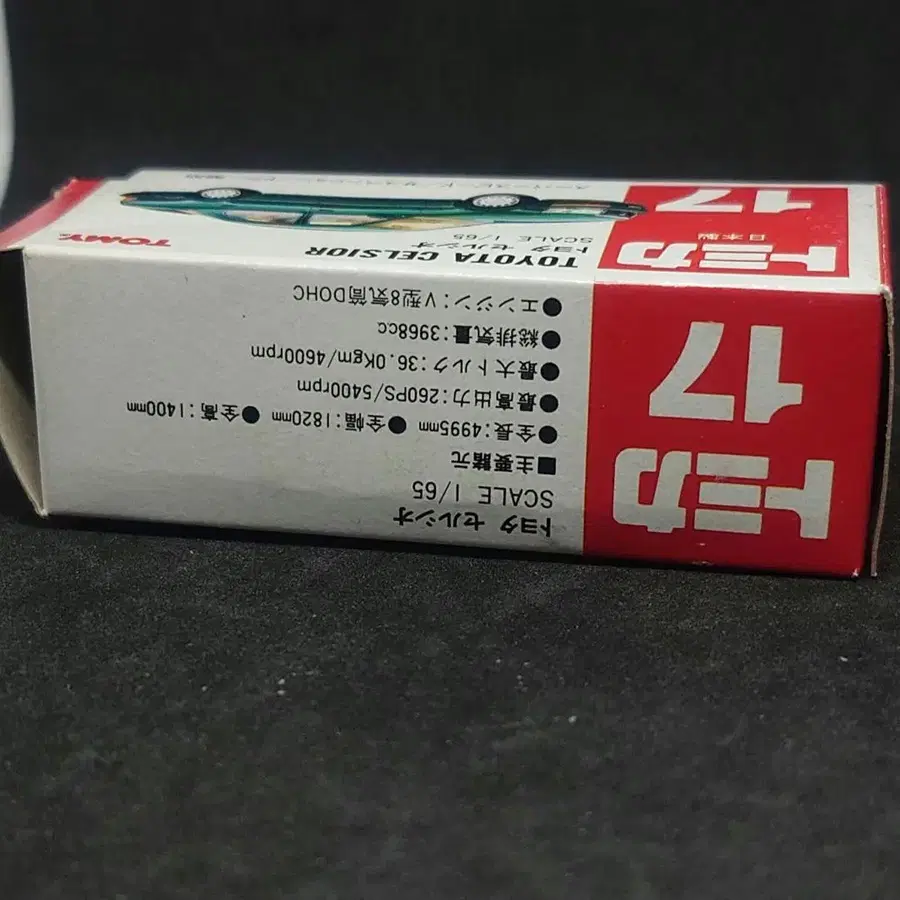 トミカ
17
トヨタ セルシオ
SCALE 1/65
■主要諸元
●全長:4995mm ●全幅:1820mm ●全高:1400mm
●最高出力:260PS/5400rpm
●最大トルク:36.0Kgm/4600rpm
●総排気量:3968c.c
●エンジン:V型8気筒DOHC
トミカ
日本製
17
TOYOTA CELSIOR
トヨタ セルシオ
SCALE 1/65
TOMY